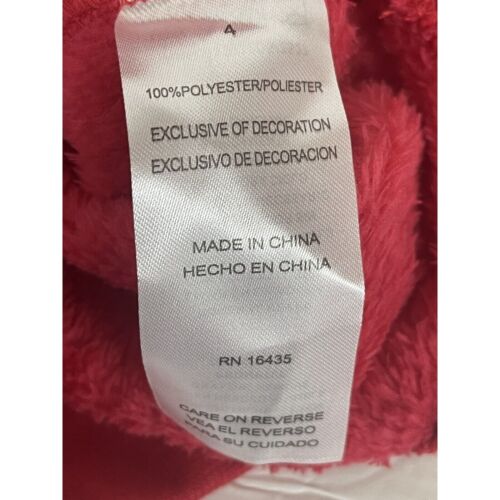 4
100%POLYESTER/POLIESTER
EXCLUSIVE OF DECORATION
EXCLUSIVO DE DECORACION
MADE IN CHINA
HECHO EN CHINA
RN 16435
CARE ON REVERSE
VEA EL REVERSO
PARA SU CUIDADO